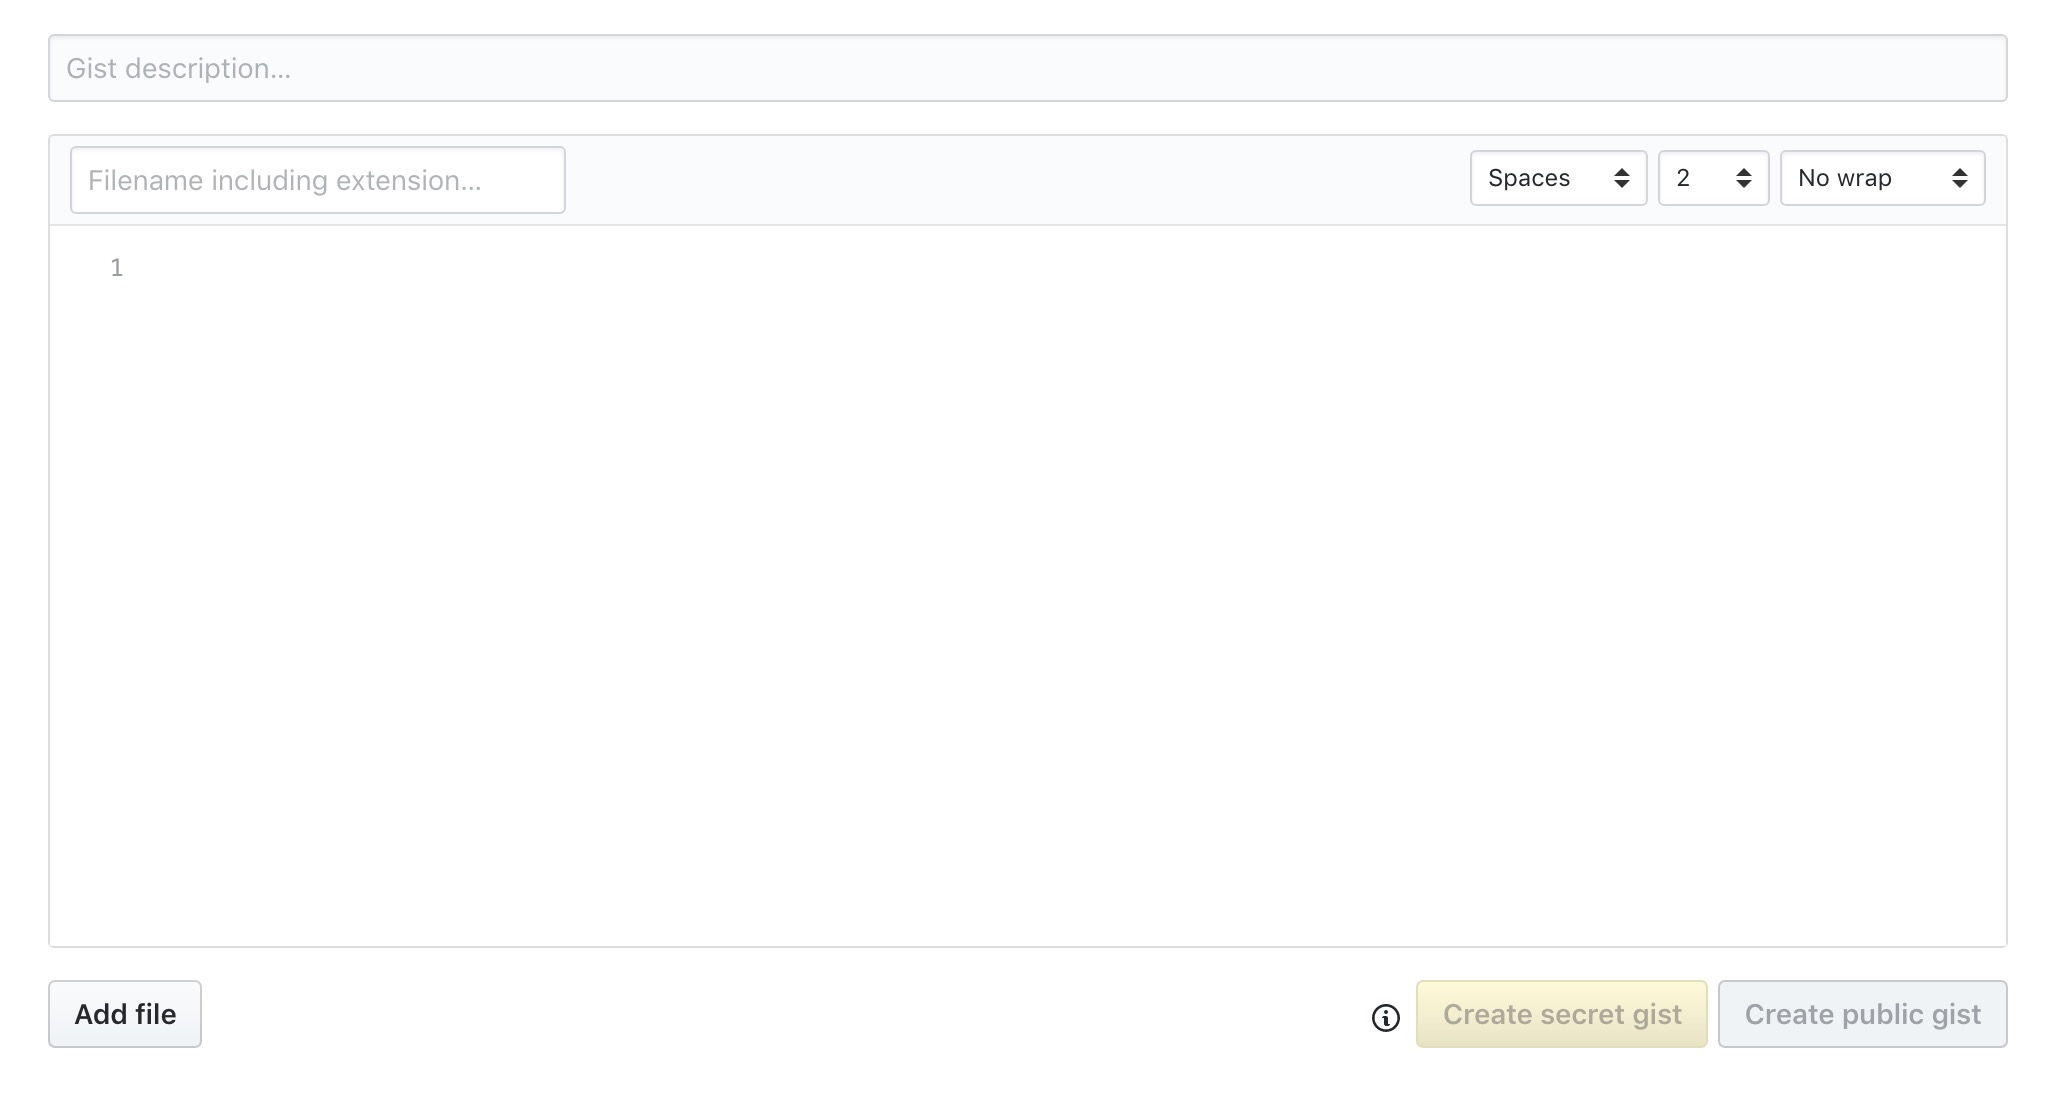 Gist description...
Filename including extension...
Spaces
2
No wrap
1
Add file
Create secret gist
Create public gist